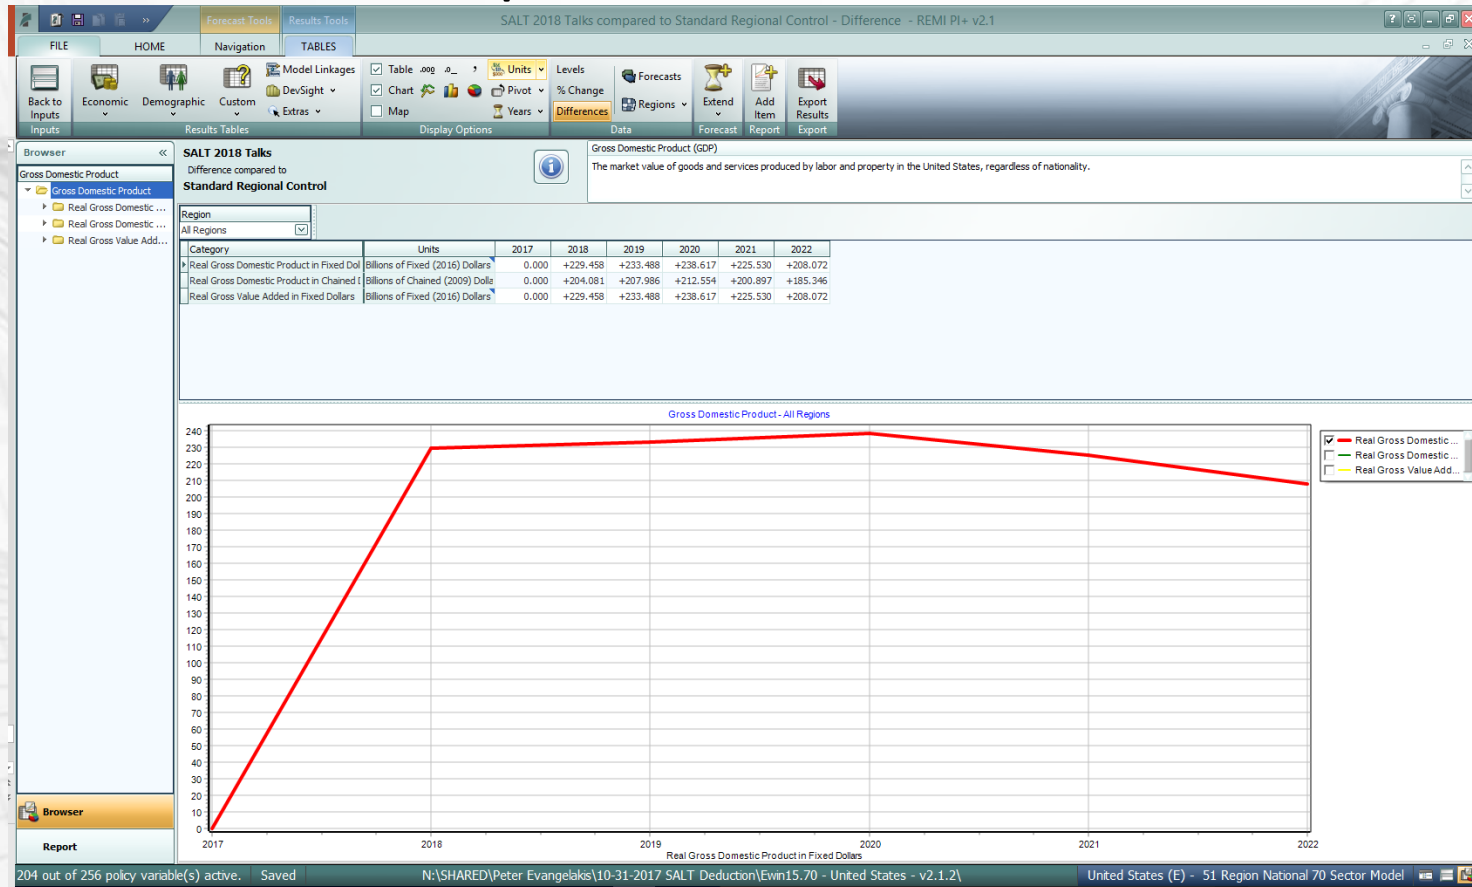 SALT 2018 Talks compared to Standard Regional Control - Difference - REMI PI+ v2.1
Forecast Tools Results Tools
FILE HOME Navigation TABLES
Back to Inputs
Economic
Demographic
Custom
Model Linkages
DevSight
Extras
Table .000 .0_ ,
Chart
Map
Units
Pivot
Years
Levels
% Change
Differences
Forecasts
Regions
Extend
Add Item
Export Results
Inputs Results Tables Display Options Data Forecast Report Export
Browser «
Gross Domestic Product
Gross Domestic Product
Real Gross Domestic ...
Real Gross Domestic ...
Real Gross Value Add...
SALT 2018 Talks
Difference compared to
Standard Regional Control
Gross Domestic Product (GDP)
The market value of goods and services produced by labor and property in the United States, regardless of nationality.
Region
All Regions
Category Units 2017 2018 2019 2020 2021 2022
Real Gross Domestic Product in Fixed Dol Billions of Fixed (2016) Dollars 0.000 +229.458 +233.488 +238.617 +225.530 +208.072
Real Gross Domestic Product in Chained [ Billions of Chained (2009) Dolla 0.000 +204.081 +207.986 +212.554 +200.897 +185.346
Real Gross Value Added in Fixed Dollars Billions of Fixed (2016) Dollars 0.000 +229.458 +233.488 +238.617 +225.530 +208.072
Gross Domestic Product - All Regions
240
230
220
210
200
190
180
170
160
150
140
130
120
110
100
90
80
70
60
50
40
30
20
10
0
2017 2018 2019 2020 2021 2022
Real Gross Domestic Product in Fixed Dollars
Real Gross Domestic ...
Real Gross Domestic ...
Real Gross Value Add...
Browser
Report
204 out of 256 policy variable(s) active. Saved N:\SHARED\Peter Evangelakis\10-31-2017 SALT Deduction\Ewin15.70 - United States - v2.1.2\ United States (E) - 51 Region National 70 Sector Model